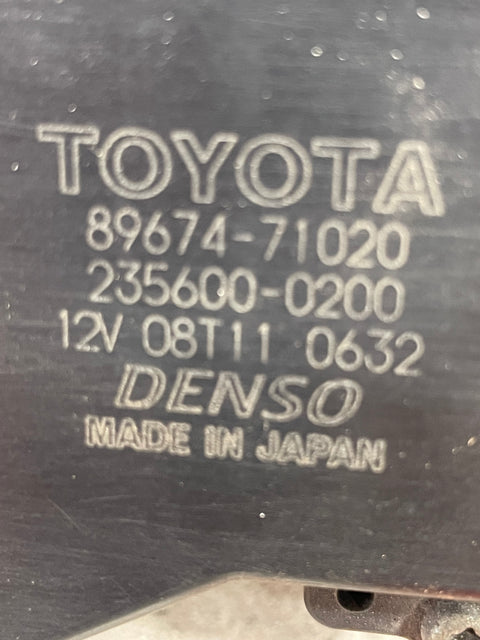 TOYOTA
89674-71020
235600-0200
12V 08T11 0632
DENSO
MADE IN JAPAN